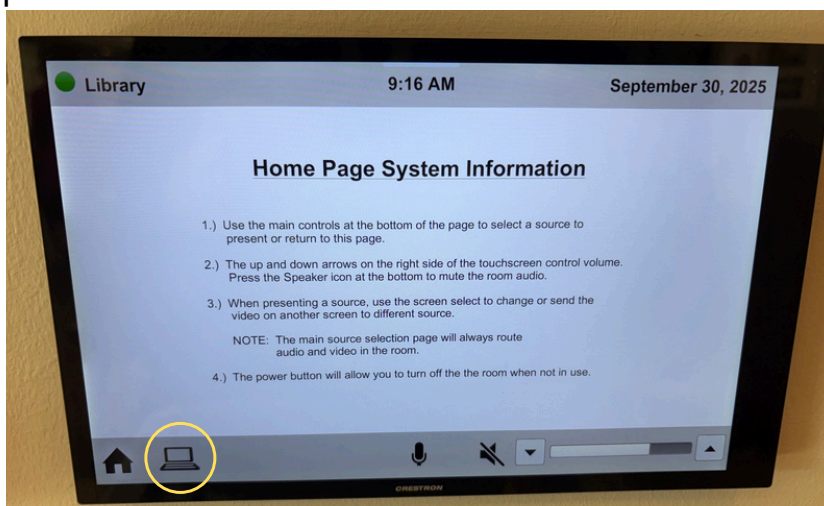 Library
9:16 AM
September 30, 2025
Home Page System Information
1.) Use the main controls at the bottom of the page to select a source to
present or return to this page.
2.) The up and down arrows on the right side of the touchscreen control volume.
Press the Speaker icon at the bottom to mute the room audio.
3.) When presenting a source, use the screen select to change or send the
video on another screen to different source.
NOTE: The main source selection page will always route
audio and video in the room.
4.) The power button will allow you to turn off the the room when not in use.
CRESTRON